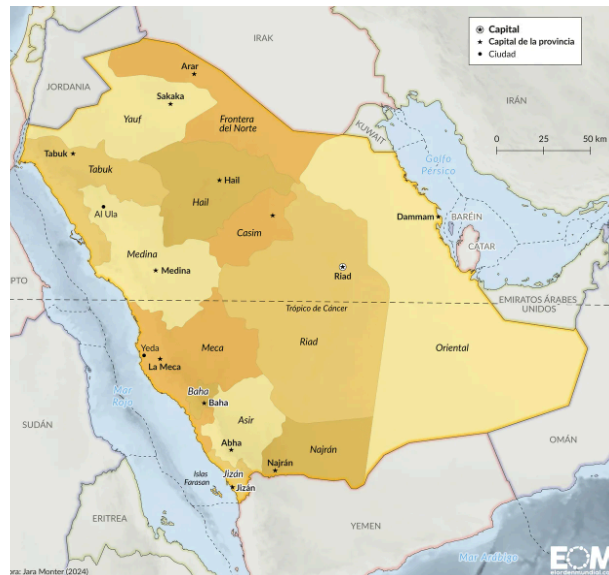 IRAK
Capital
Capital de la provincia
Ciudad
JORDANIA
Arar
Sakaka
Yauf
Frontera
del Norte
KUWAIT
IRÁN
0
50 km
Tabuk
Tabuk
Hail
Hail
Golfo
Pérsico
Al Ula
Casim
Dammam
BARÉIN
CATAR
Medina
Medina
Riad
PTO
EMIRATOS ÁRABES
UNIDOS
Trópico de Cáncer
Yeda
La Meca
Meca
Riad
Oriental
Mar
Rojo
Baha
Baha
Asir
SUDÁN
Abha
Najrán
Najrán
OMÁN
Islas
Farasan
Jizán
Jizán
ERITREA
YEMEN
Mar Arábigo
ora: Jara Monter (2024)
EOM
elordenmundial.co